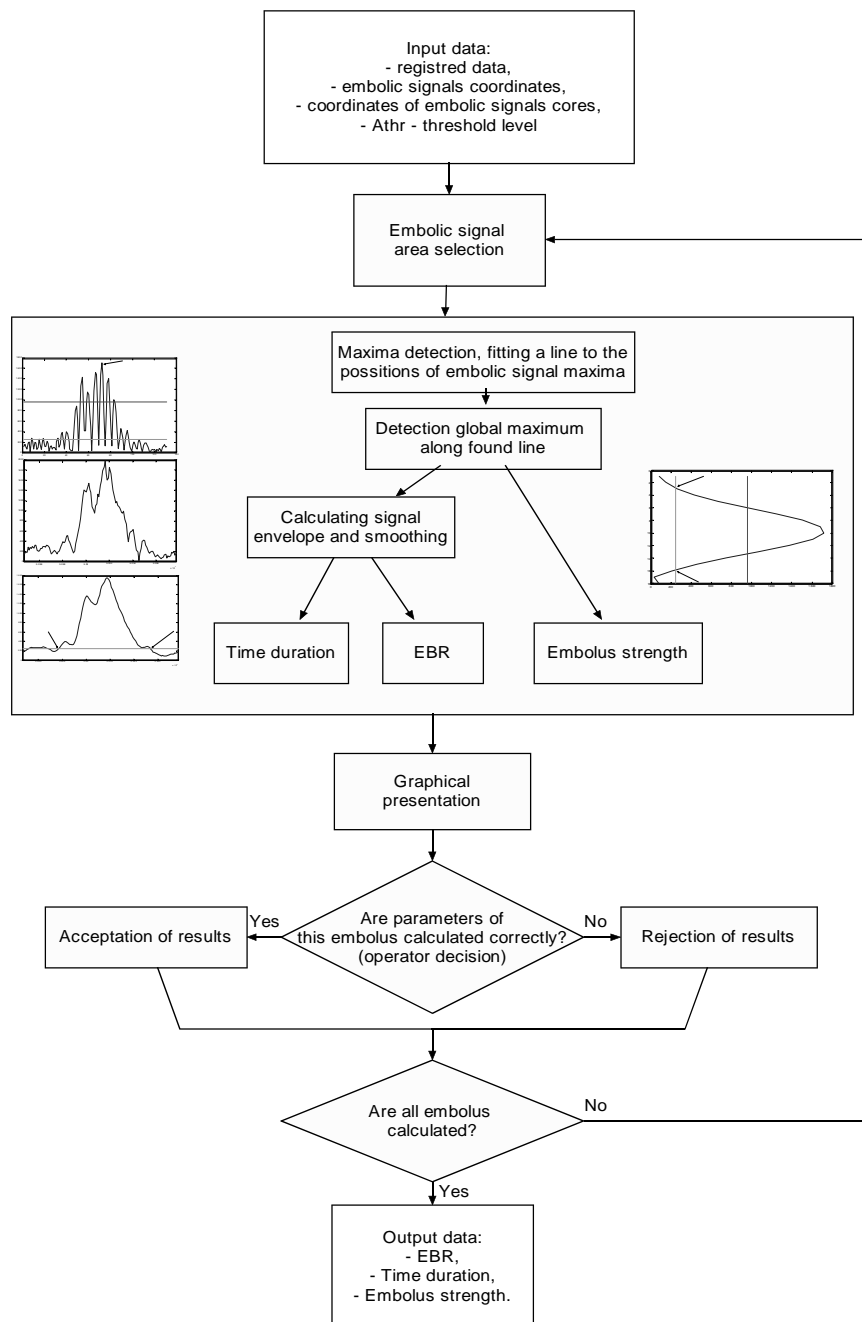 Input data:
- registred data,
- embolic signals coordinates,
- coordinates of embolic signals cores,
- Athr - threshold level
Embolic signal
area selection
Maxima detection, fitting a line to the
possitions of embolic signal maxima
Detection global maximum
along found line
Calculating signal
envelope and smoothing
Time duration
EBR
Embolus strength
Graphical
presentation
Are parameters of
this embolus calculated correctly?
(operator decision)
Yes
No
Acceptation of results
Rejection of results
Are all embolus
calculated?
No
Yes
Output data:
- EBR,
- Time duration,
- Embolus strength.